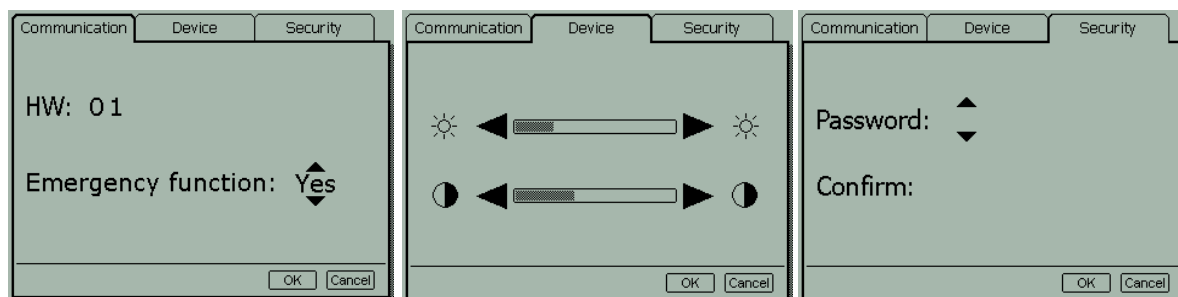 Communication Device Security
HW: 01
Emergency function: Yes
OK Cancel
Communication Device Security
OK Cancel
Communication Device Security
Password:
Confirm:
OK Cancel